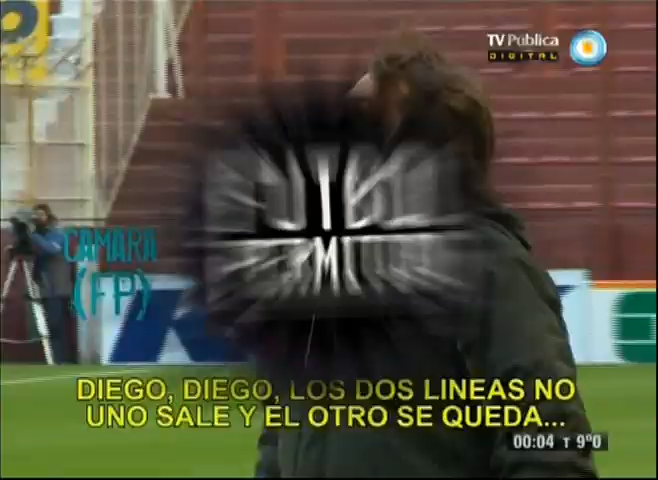 TV Pública
DIGITAL
CAMARA
(FP)
DIEGO, DIEGO, LOS DOS LINEAS NO
UNO SALE Y EL OTRO SE QUEDA...
00:04 T 9º0